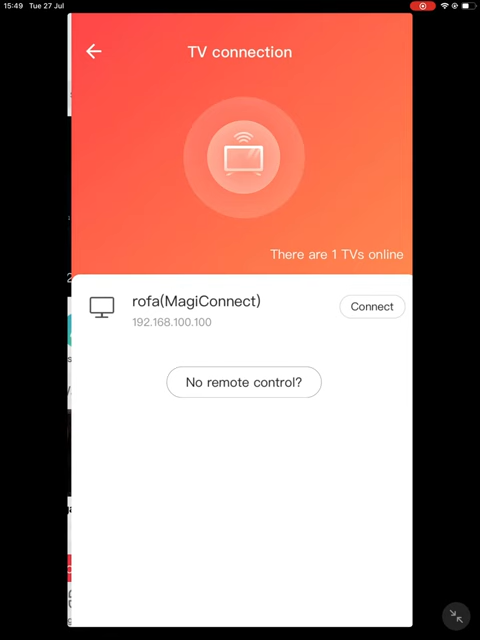 15:49 Tue 27 Jul
TV connection
There are 1 TVs online
rofa(MagiConnect)
192.168.100.100
Connect
No remote control?